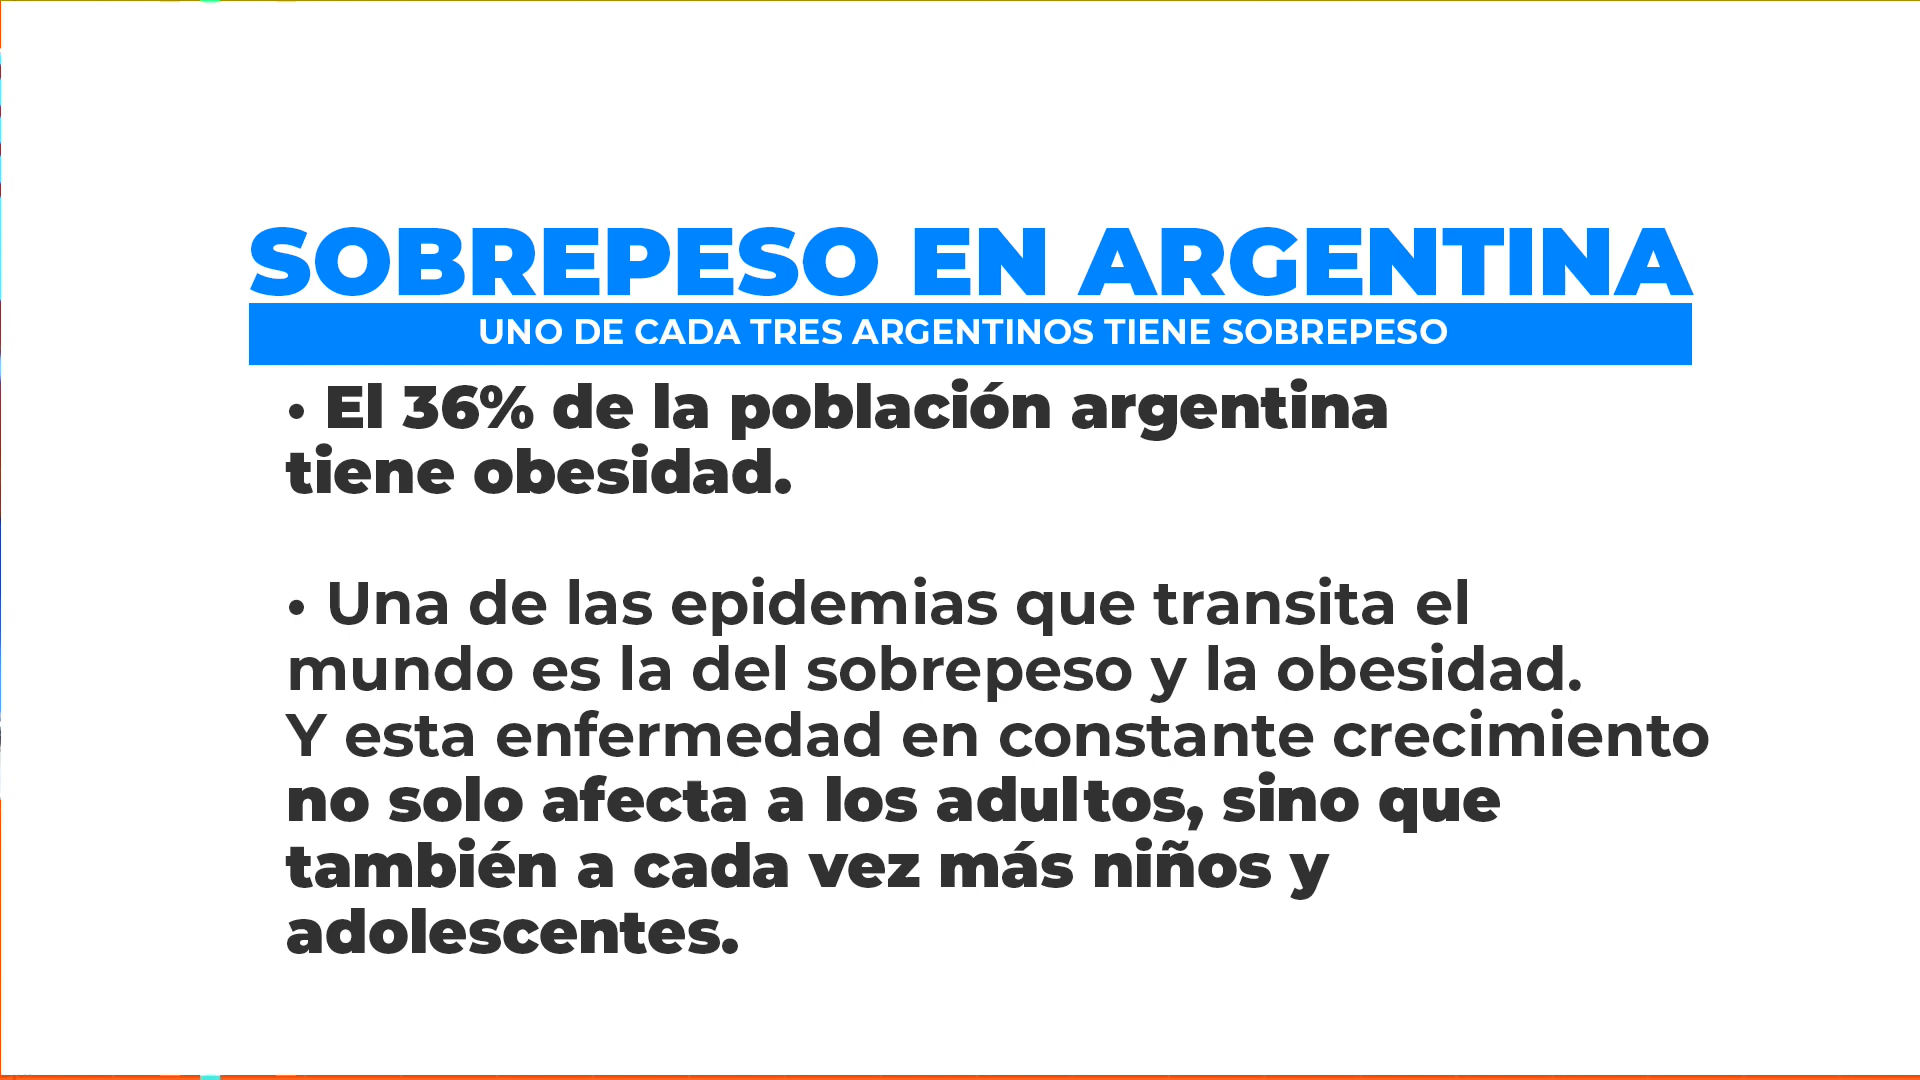 SOBREPESO EN ARGENTINA
UNO DE CADA TRES ARGENTINOS TIENE SOBREPESO
• El 36% de la población argentina
tiene obesidad.
• Una de las epidemias que transita el
mundo es la del sobrepeso y la obesidad.
Y esta enfermedad en constante crecimiento
no solo afecta a los adultos, sino que
también a cada vez más niños y
adolescentes.